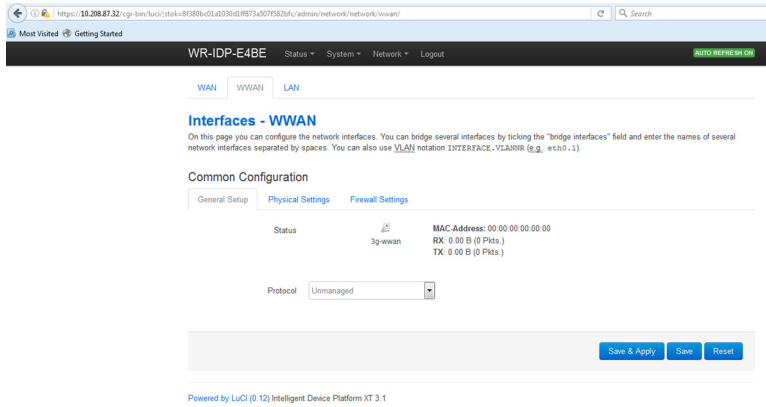 https://10.208.87.32/cgi-bin/luci/;stok=8f380bc01a1030d1ff873a507f582bfc/admin/network/network/wwan/
Search
Most Visited Getting Started
WR-IDP-E4BE Status System Network Logout AUTO REFRESH ON
WAN WWAN LAN
Interfaces - WWAN
On this page you can configure the network interfaces. You can bridge several interfaces by ticking the "bridge interfaces" field and enter the names of several
network interfaces separated by spaces. You can also use VLAN notation INTERFACE.VLANNR (e.g.: eth0.1).
Common Configuration
General Setup Physical Settings Firewall Settings
Status
3g-wwan
MAC-Address: 00:00:00:00:00:00
RX: 0.00 B (0 Pkts.)
TX: 0.00 B (0 Pkts.)
Protocol Unmanaged
Save & Apply Save Reset
Powered by LuCI (0.12) Intelligent Device Platform XT 3.1